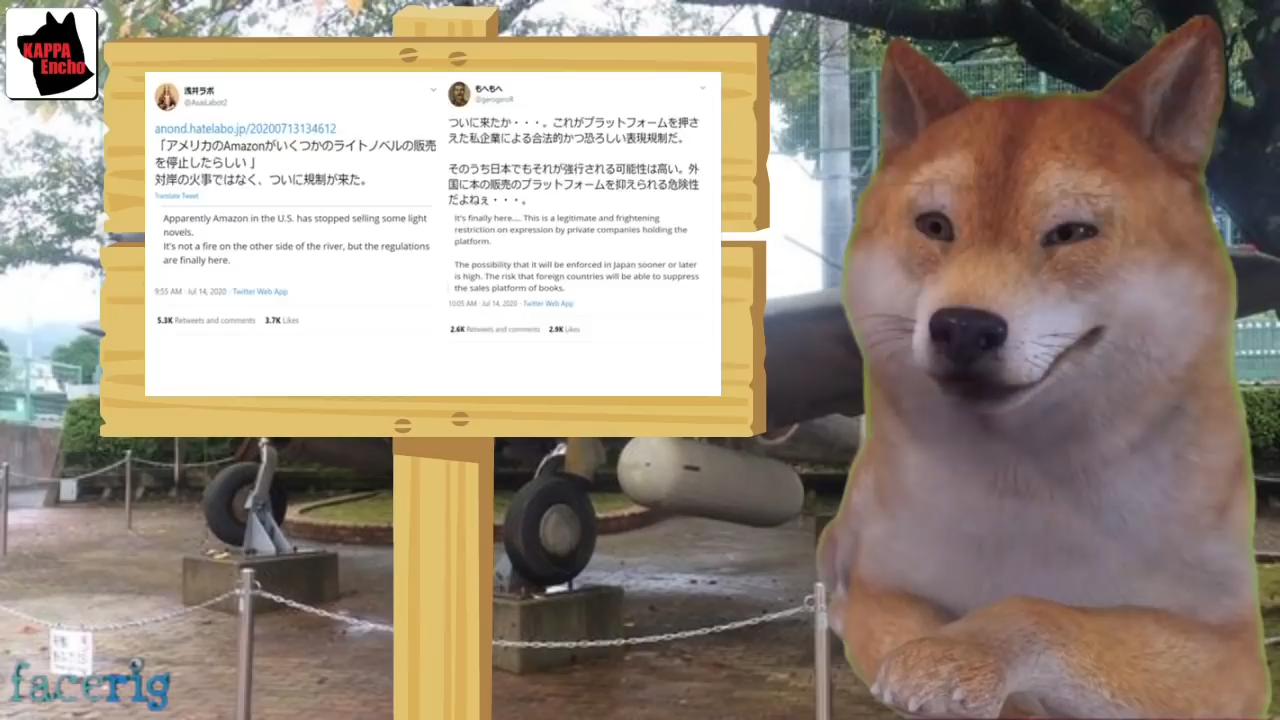 KAPPA
Encho
浅井ラボ
@AsaiLabot2
anond.hatelabo.jp/20200713134612
「アメリカのAmazonがいくつかのライトノベルの販売
を停止したらしい 」
対岸の火事ではなく、ついに規制が来た。
Translate Tweet
Apparently Amazon in the U.S. has stopped selling some light
novels.
It's not a fire on the other side of the river, but the regulations
are finally here.
9:55 AM · Jul 14, 2020 · Twitter Web App
5.3K Retweets and comments 3.7K Likes
もへもへ
@gerogeroR
ついに来たか・・・。これがプラットフォームを押さ
えた私企業による合法的かつ恐ろしい表現規制だ。
そのうち日本でもそれが強行される可能性は高い。外
国に本の販売のプラットフォームを抑えられる危険性
だよねぇ・・・。
It's finally here.... This is a legitimate and frightening
restriction on expression by private companies holding the
platform.
The possibility that it will be enforced in Japan sooner or later
is high. The risk that foreign countries will be able to suppress
the sales platform of books.
10:05 AM · Jul 14, 2020 · Twitter Web App
2.6K Retweets and comments 2.9K Likes
facerig